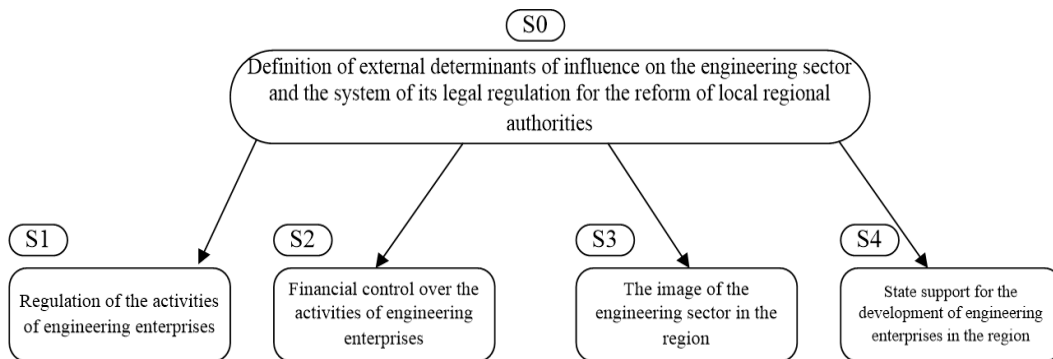 S0
Definition of external determinants of influence on the engineering sector
and the system of its legal regulation for the reform of local regional
authorities
S1
Regulation of the activities
of engineering enterprises
S2
Financial control over the
activities of engineering
enterprises
S3
The image of the
engineering sector in the
region
S4
State support for the
development of engineering
enterprises in the region